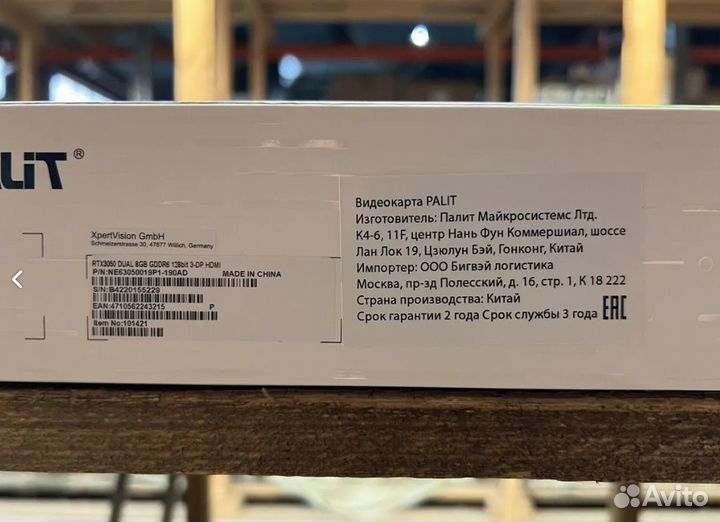 ALiT®
XpertVision GmbH
Schmelzerstrasse 30, 47877 Willich, Germany
RTX3050 DUAL 8GB GDDR6 128bit 3-DP HDMI
P/N:NE63050019P1-190AD MADE IN CHINA
S/N:B4220155229
EAN:4710562243215 P
Item No:101421
Видеокарта PALIT
Изготовитель: Палит Майкросистемс Лтд.
К4-6, 11F, центр Нань Фун Коммершиал, шоссе
Лан Лок 19, Цзюлун Бэй, Гонконг, Китай
Импортер: ООО Бигвэй логистика
Москва, пр-зд Полесский, д. 16, стр. 1, К 18 222
Страна производства: Китай
Срок гарантии 2 года Срок службы 3 года EAC
Avito